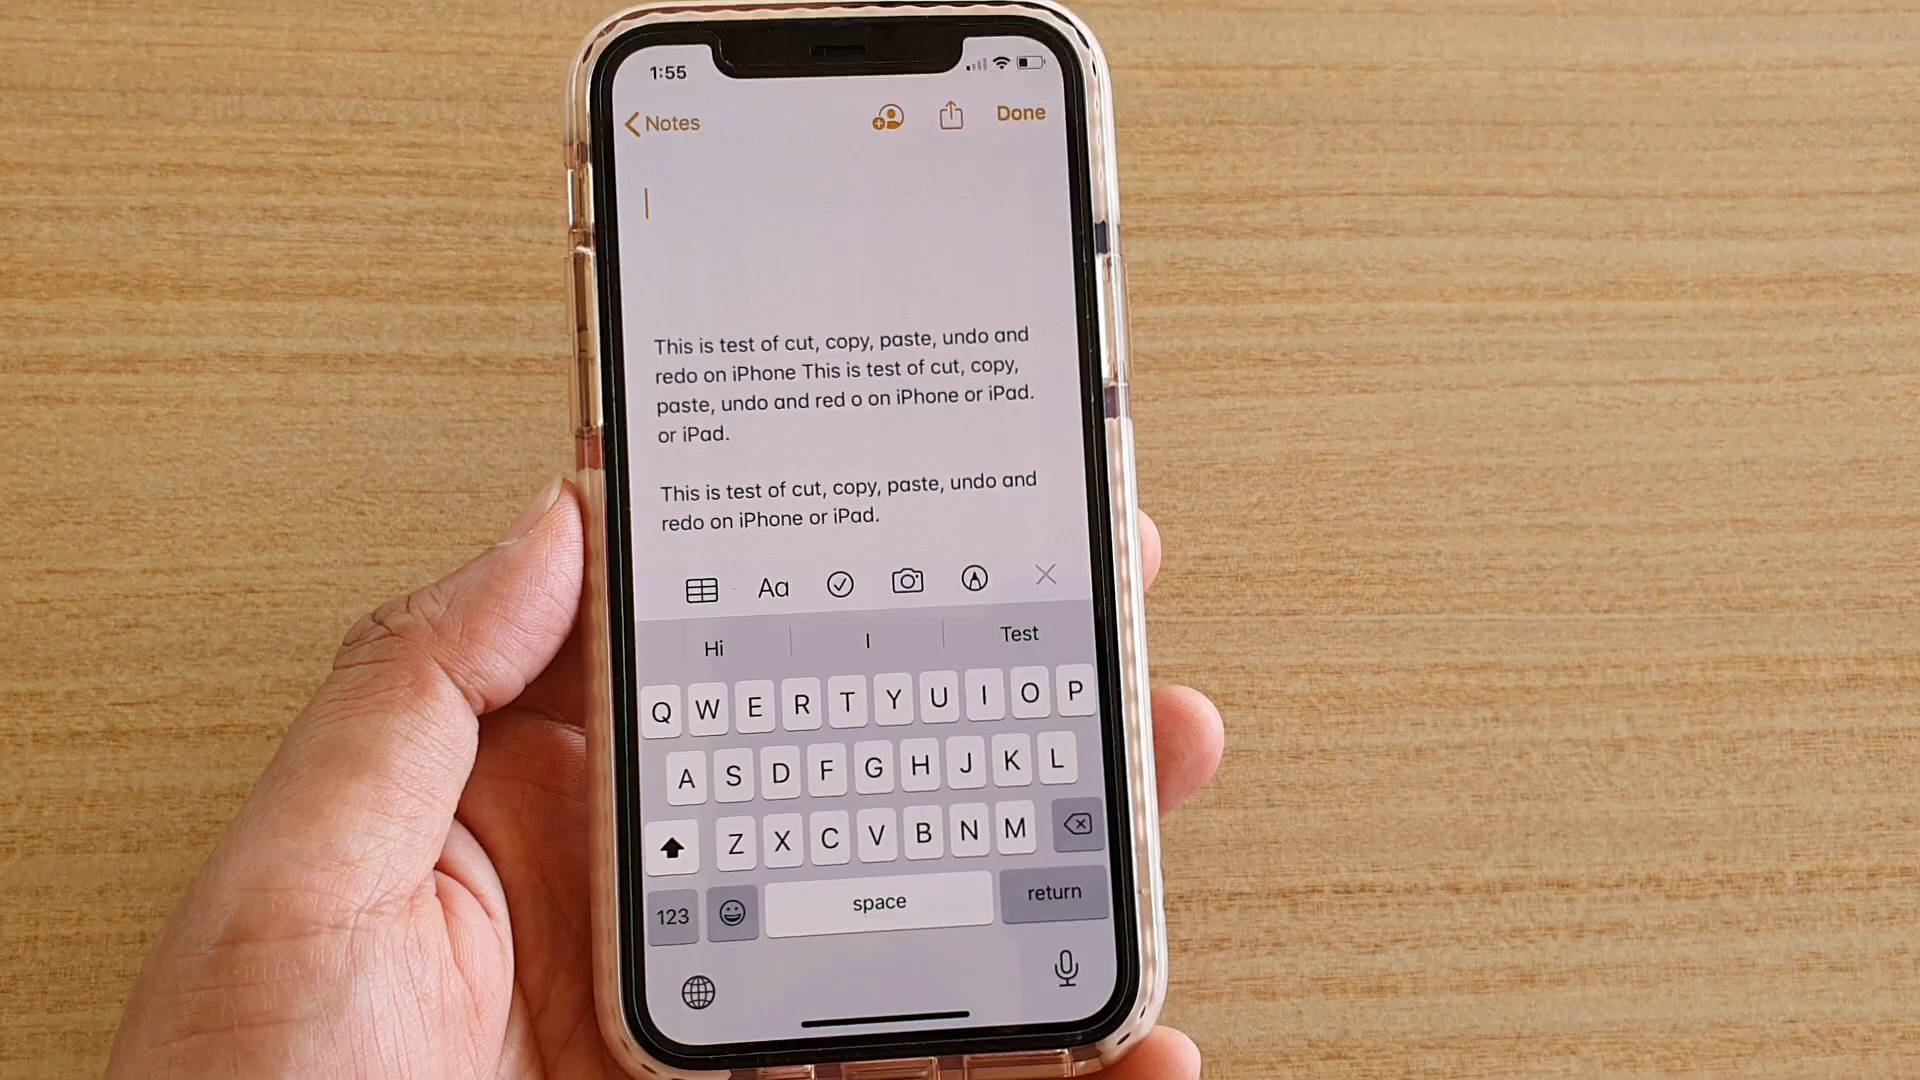 1:55
Notes
Done
This is test of cut, copy, paste, undo and
redo on iPhone This is test of cut, copy,
paste, undo and red o on iPhone or iPad.
or iPad.
This is test of cut, copy, paste, undo and
redo on iPhone or iPad.
Aa
Hi I Test
Q W E R T Y U I O P
A S D F G H J K L
Z X C V B N M
123 space return